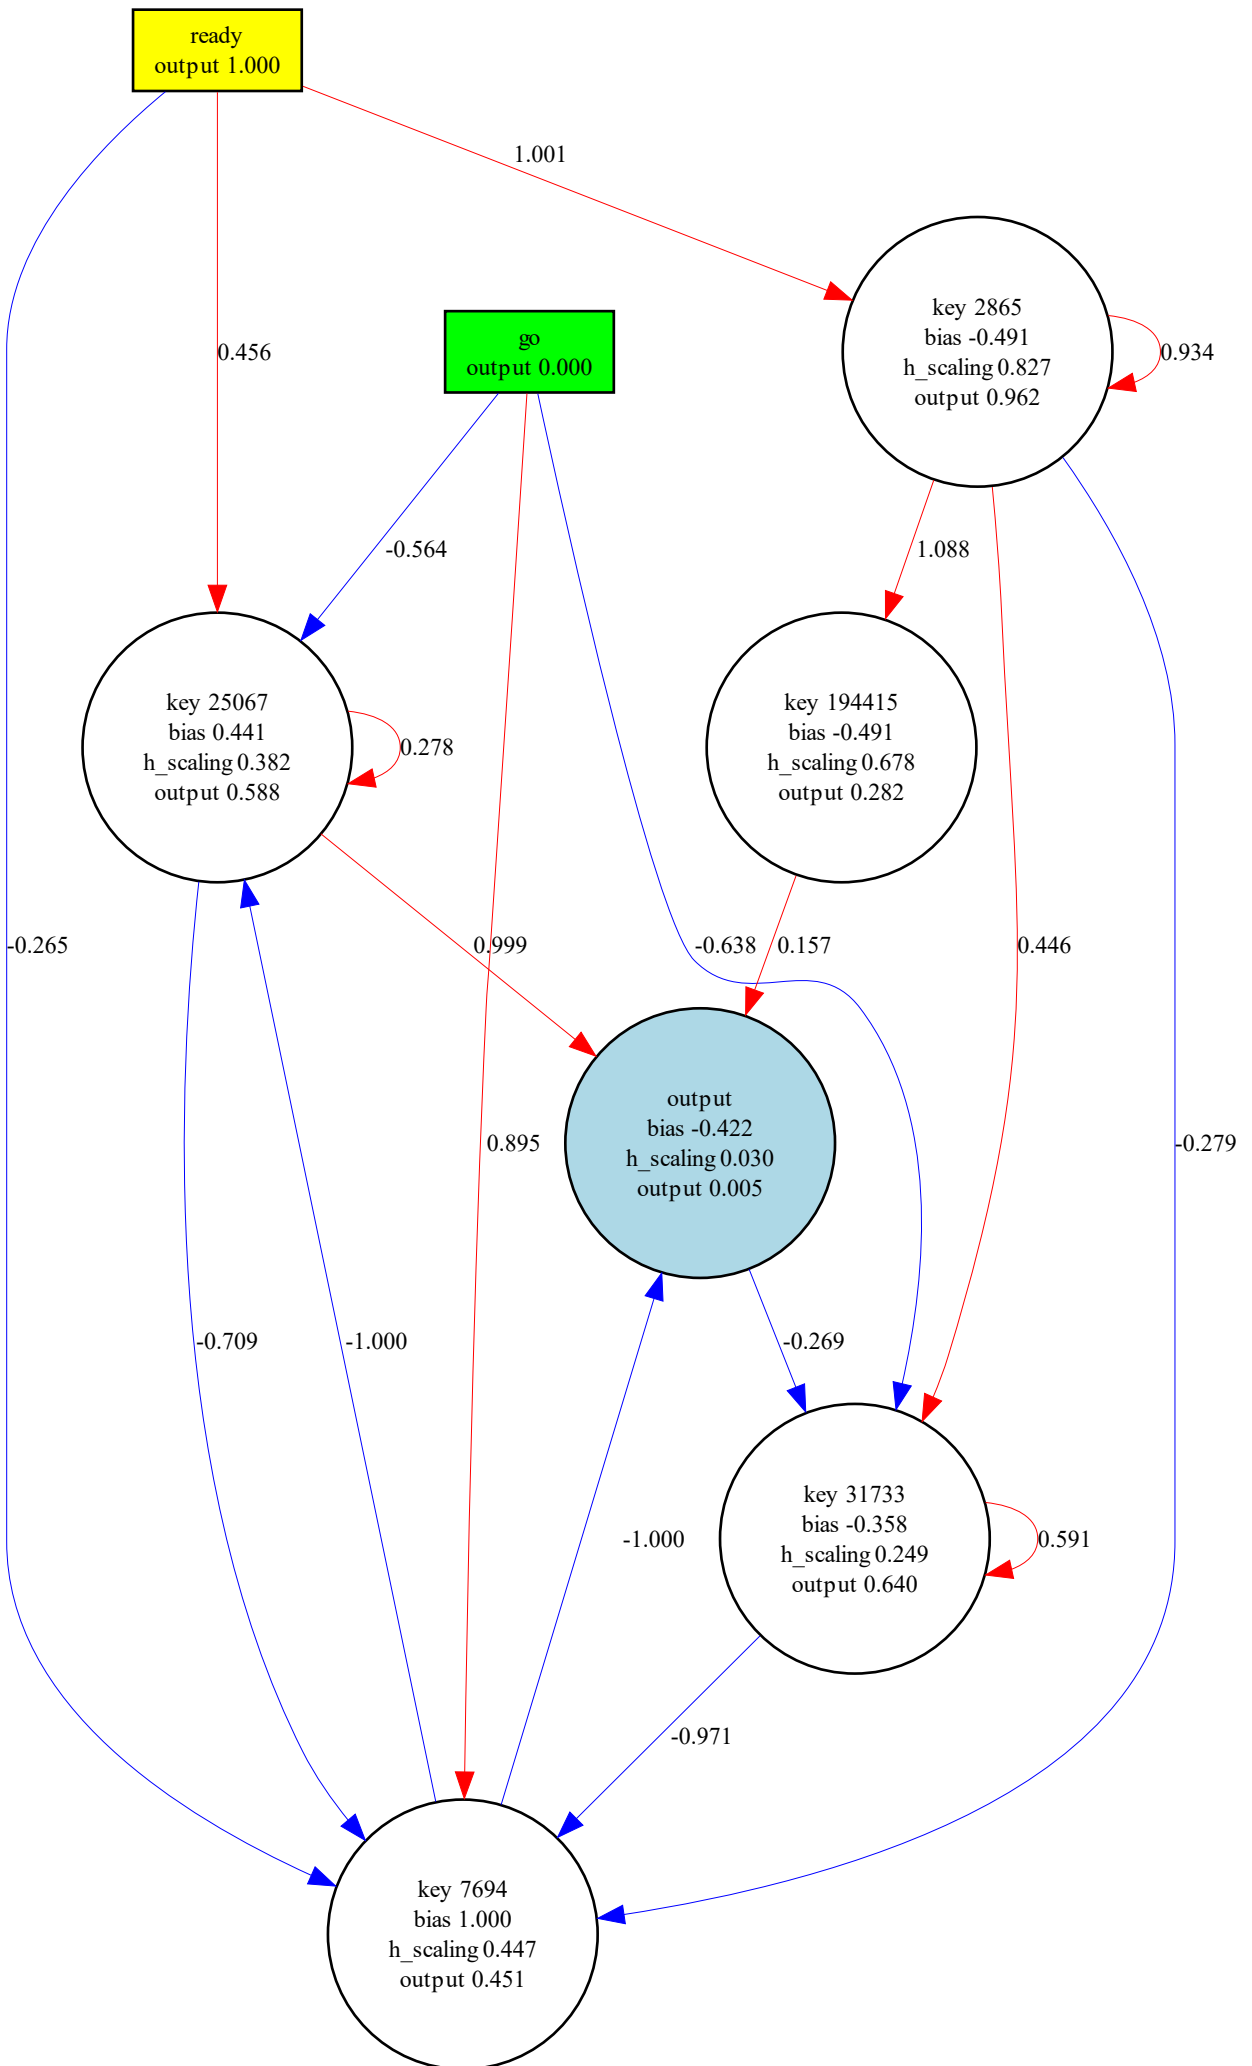 ready
output 1.000
1.001
key 2865
bias -0.491
h_scaling 0.827
output 0.962
0.934
go
output 0.000
0.456
-0.564
1.088
key 25067
bias 0.441
h_scaling 0.382
output 0.588
0.278
key 194415
bias -0.491
h_scaling 0.678
output 0.282
-0.265
0.999
-0.638
0.157
0.446
output
bias -0.422
h_scaling 0.030
output 0.005
0.895
-0.279
-0.709
-1.000
-0.269
-1.000
key 31733
bias -0.358
h_scaling 0.249
output 0.640
0.591
-0.971
key 7694
bias 1.000
h_scaling 0.447
output 0.451